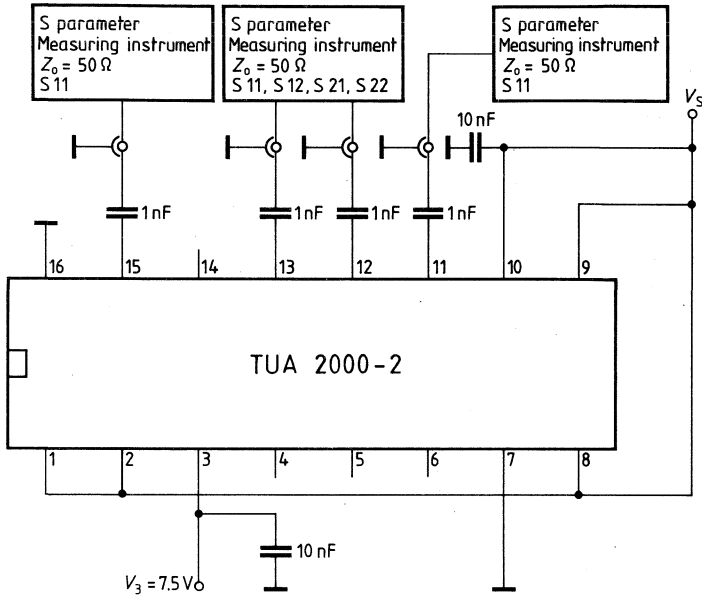 S parameter
Measuring instrument
Z₀ = 50 Ω
S 11
S parameter
Measuring instrument
Z₀ = 50 Ω
S 11, S 12, S 21, S 22
S parameter
Measuring instrument
Z₀ = 50 Ω
S 11
10 nF
Vₛ
1 nF
1 nF
1 nF
1 nF
16 15 14 13 12 11 10 9
TUA 2000-2
1 2 3 4 5 6 7 8
10 nF
V₃ = 7.5 V